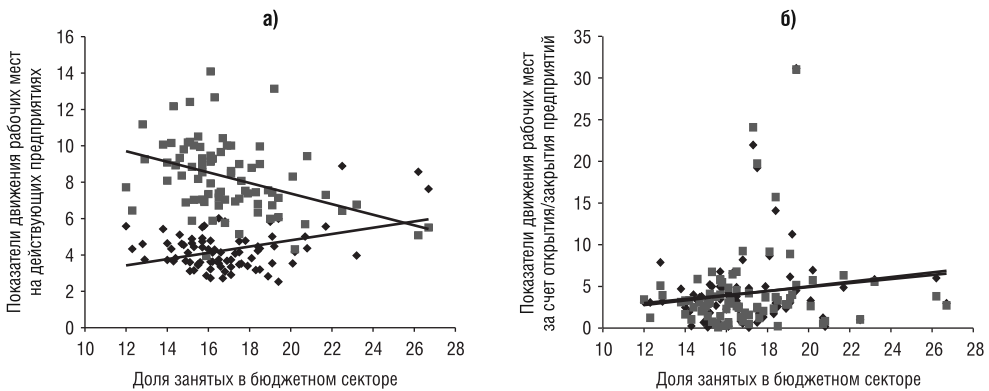 а)
Показатели движения рабочих мест
на действующих предприятиях
16
14
12
10
8
6
4
2
0
10 12 14 16 18 20 22 24 26 28
Доля занятых в бюджетном секторе
б)
Показатели движения рабочих мест
за счет открытия/закрытия предприятий
35
30
25
20
15
10
5
0
10 12 14 16 18 20 22 24 26 28
Доля занятых в бюджетном секторе